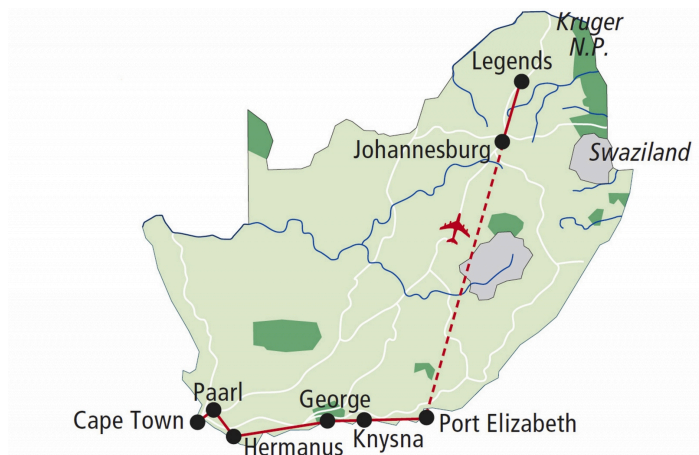 Kruger
N.P.
Legends
Johannesburg
Swaziland
Paarl
George
Cape Town
Port Elizabeth
Hermanus
Knysna